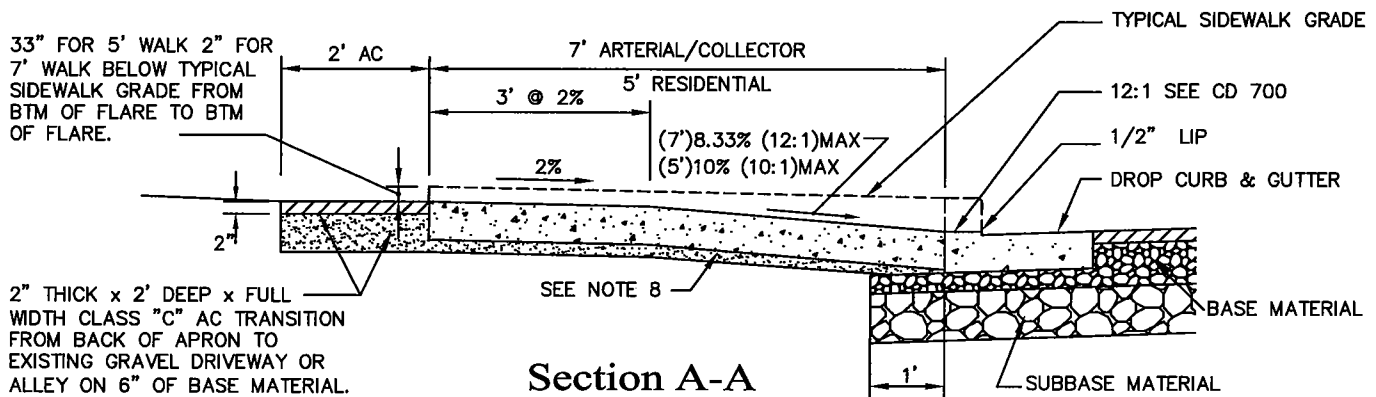 33" FOR 5' WALK 2" FOR
7' WALK BELOW TYPICAL
SIDEWALK GRADE FROM
BTM OF FLARE TO BTM
OF FLARE.
2' AC
7' ARTERIAL/COLLECTOR
5' RESIDENTIAL
3' @ 2%
2%
(7')8.33% (12:1)MAX
(5')10% (10:1)MAX
TYPICAL SIDEWALK GRADE
12:1 SEE CD 700
1/2" LIP
DROP CURB & GUTTER
2"
2" THICK x 2' DEEP x FULL
WIDTH CLASS "C" AC TRANSITION
FROM BACK OF APRON TO
EXISTING GRAVEL DRIVEWAY OR
ALLEY ON 6" OF BASE MATERIAL.
SEE NOTE 8
BASE MATERIAL
1'
SUBBASE MATERIAL
Section A-A